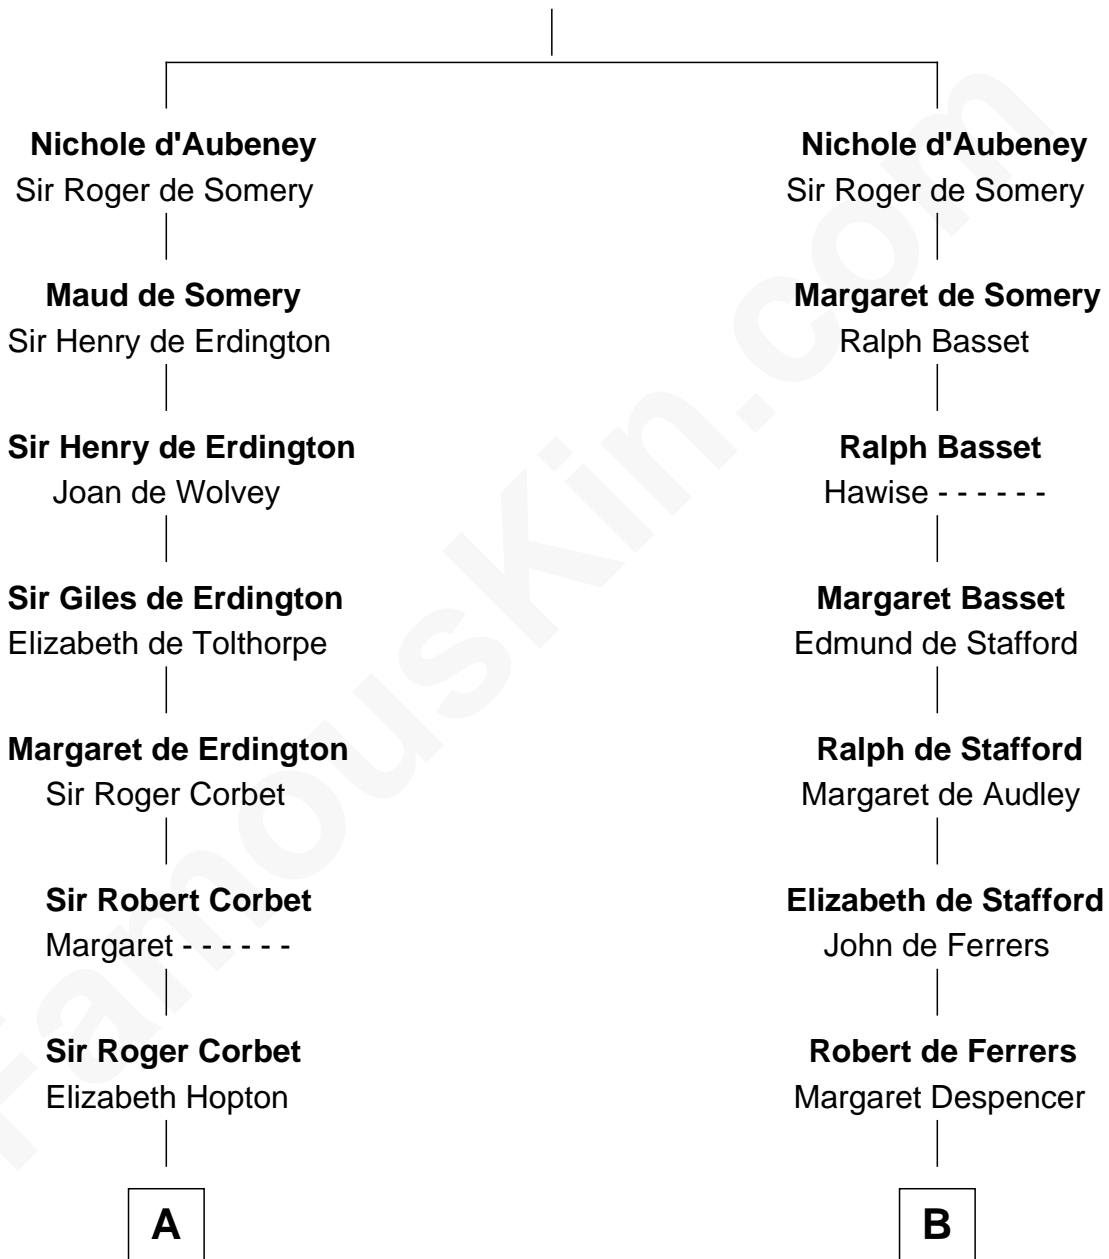 Nichole d'Aubeney
Sir Roger de Somery
Maud de Somery
Sir Henry de Erdington
Sir Henry de Erdington
Joan de Wolvey
Sir Giles de Erdington
Elizabeth de Tolthorpe
Margaret de Erdington
Sir Roger Corbet
Sir Robert Corbet
Margaret - - - - - -
Sir Roger Corbet
Elizabeth Hopton
A
Nichole d'Aubeney
Sir Roger de Somery
Margaret de Somery
Ralph Basset
Ralph Basset
Hawise - - - - - -
Margaret Basset
Edmund de Stafford
Ralph de Stafford
Margaret de Audley
Elizabeth de Stafford
John de Ferrers
Robert de Ferrers
Margaret Despencer
B
FamousKin.com